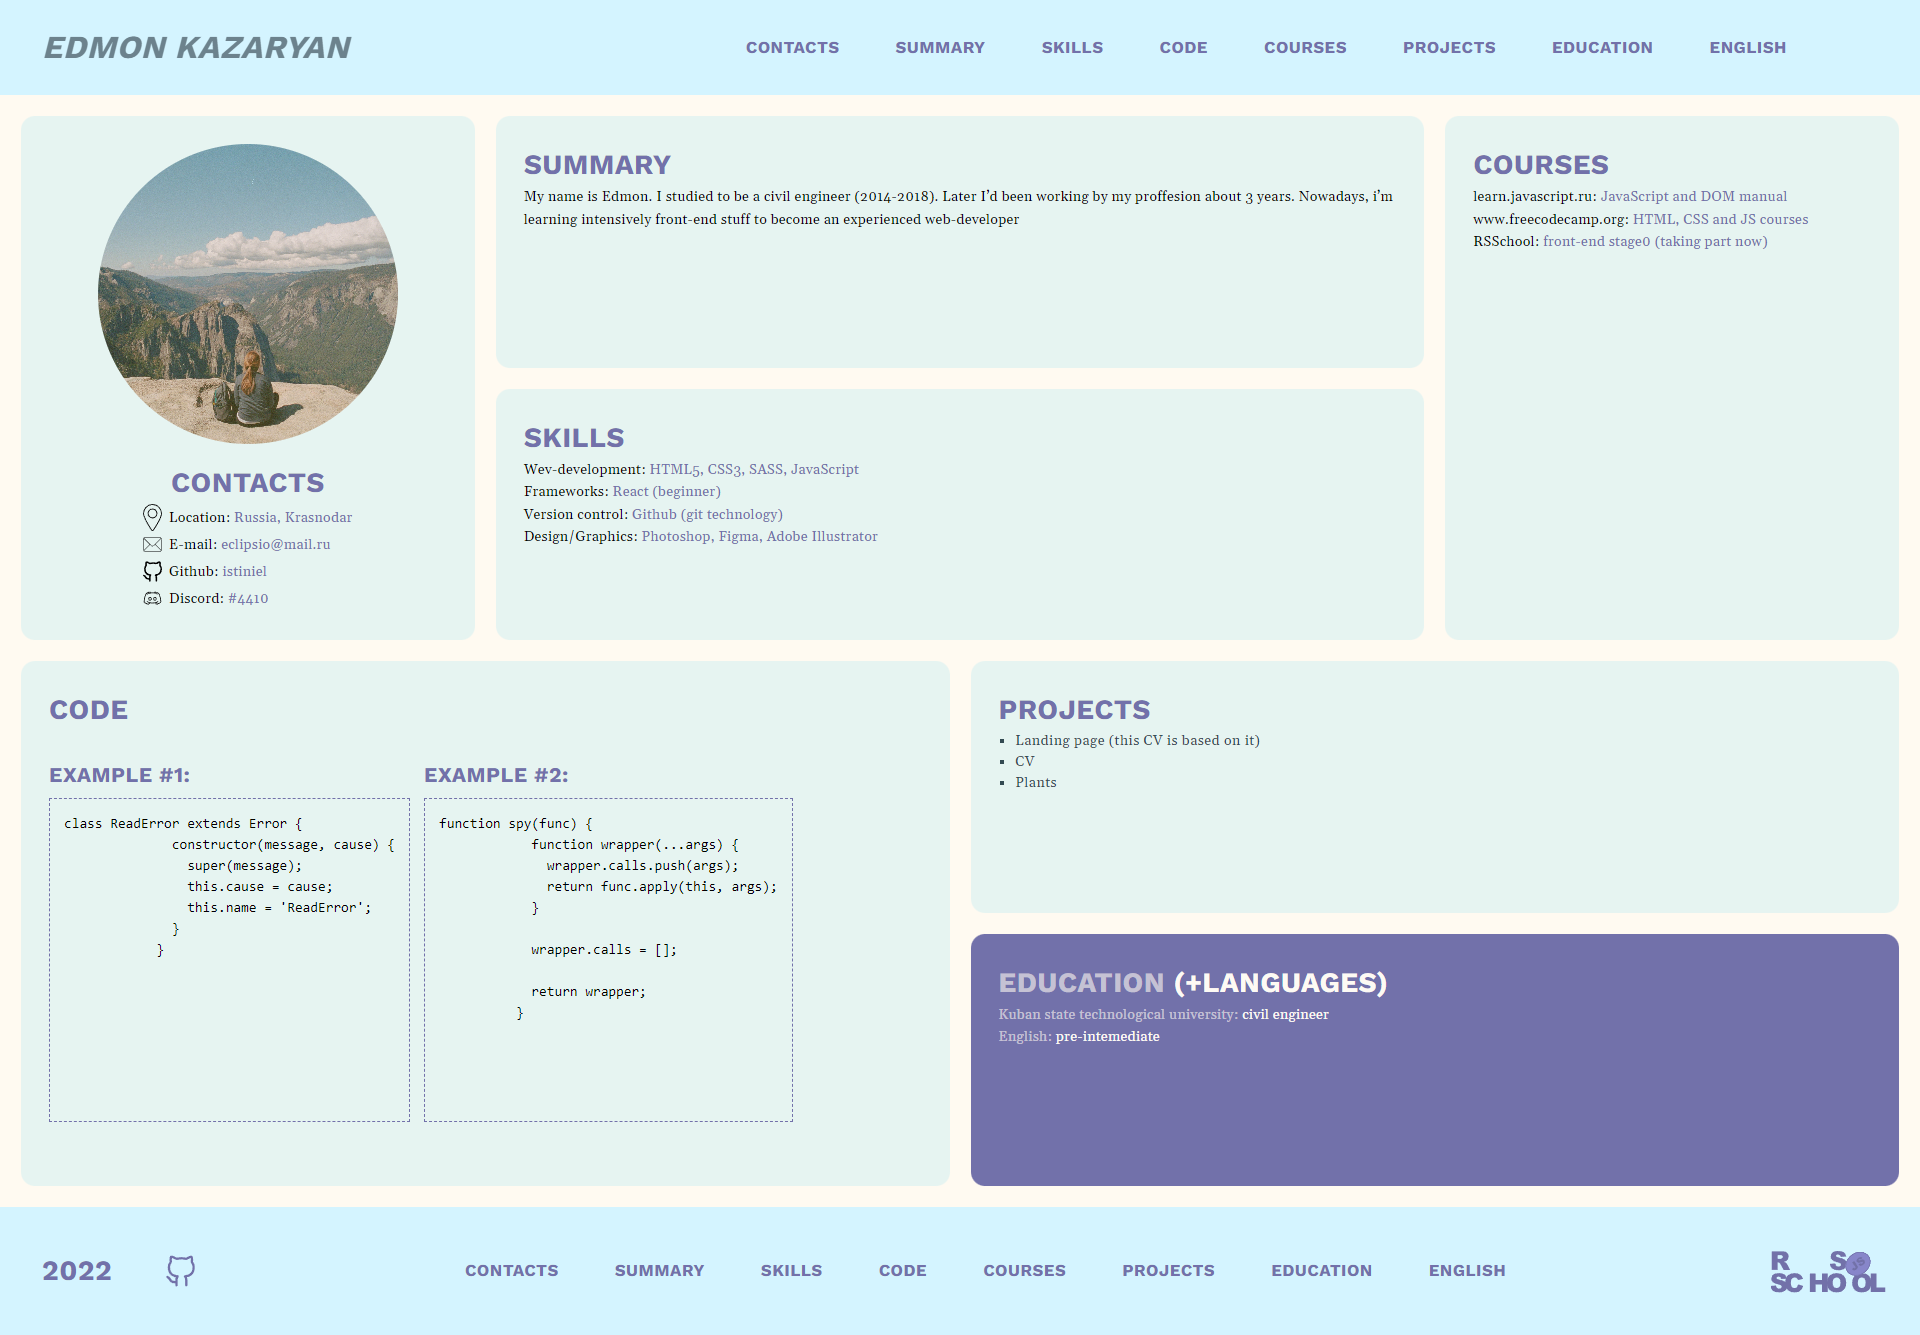 EDMON KAZARYAN
CONTACTS SUMMARY SKILLS CODE COURSES PROJECTS EDUCATION ENGLISH
CONTACTS
Location: Russia, Krasnodar
E-mail: eclipsio@mail.ru
Github: istiniel
Discord: #4410
SUMMARY
My name is Edmon. I studied to be a civil engineer (2014-2018). Later I'd been working by my proffesion about 3 years. Nowadays, i'm
learning intensively front-end stuff to become an experienced web-developer
SKILLS
Wev-development: HTML5, CSS3, SASS, JavaScript
Frameworks: React (beginner)
Version control: Github (git technology)
Design/Graphics: Photoshop, Figma, Adobe Illustrator
COURSES
learn.javascript.ru: JavaScript and DOM manual
www.freecodecamp.org: HTML, CSS and JS courses
RSSchool: front-end stage0 (taking part now)
CODE
EXAMPLE #1:
class ReadError extends Error {
constructor(message, cause) {
super(message);
this.cause = cause;
this.name = 'ReadError';
}
}
EXAMPLE #2:
function spy(func) {
function wrapper(...args) {
wrapper.calls.push(args);
return func.apply(this, args);
}
wrapper.calls = [];
return wrapper;
}
PROJECTS
Landing page (this CV is based on it)
CV
Plants
EDUCATION (+LANGUAGES)
Kuban state technological university: civil engineer
English: pre-intemediate
2022
CONTACTS SUMMARY SKILLS CODE COURSES PROJECTS EDUCATION ENGLISH
R S JS
SCHOOL